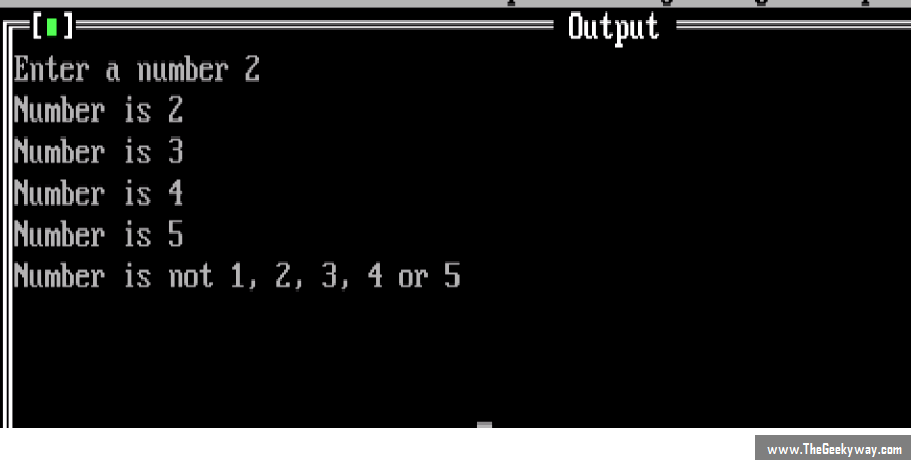 Output
Enter a number 2
Number is 2
Number is 3
Number is 4
Number is 5
Number is not 1, 2, 3, 4 or 5
www.TheGeekyway.com